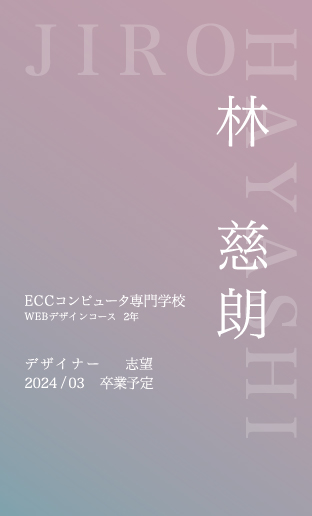 JIRO
HAYASHI
林 慈朗
ECCコンピュータ専門学校
WEBデザインコース 2年
デザイナー 志望
2024/03 卒業予定